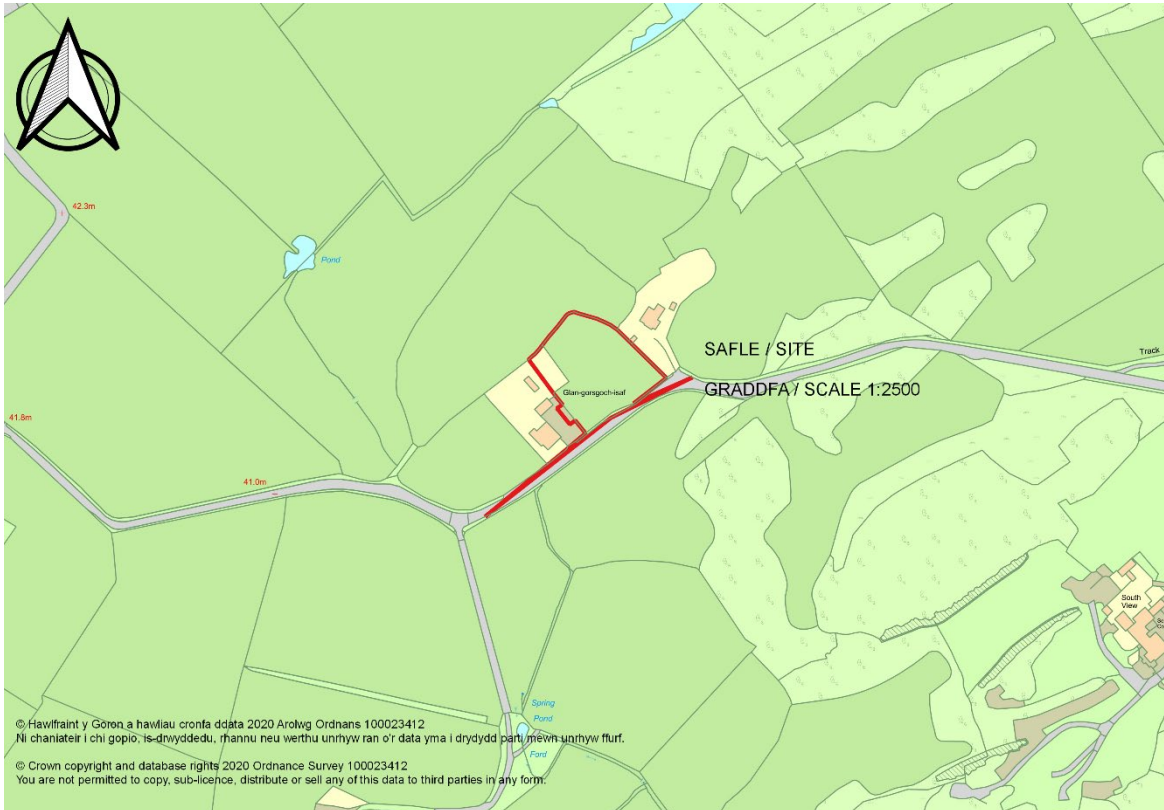 42.3m
Pond
SAFLE / SITE
Track
GRADDFA / SCALE 1:2500
Glan-gorsgoch-isaf
41.8m
41.0m
South
View
Spring
Pond
Ford
© Hawlfraint y Goron a hawliau cronfa ddata 2020 Arolwg Ordnans 100023412
Ni chaniateir i chi gopio, is-drwyddedu, rhannu neu werthu unrhyw ran o'r data yma i drydydd parti mewn unrhyw ffurf.
© Crown copyright and database rights 2020 Ordnance Survey 100023412
You are not permitted to copy, sub-licence, distribute or sell any of this data to third parties in any form.